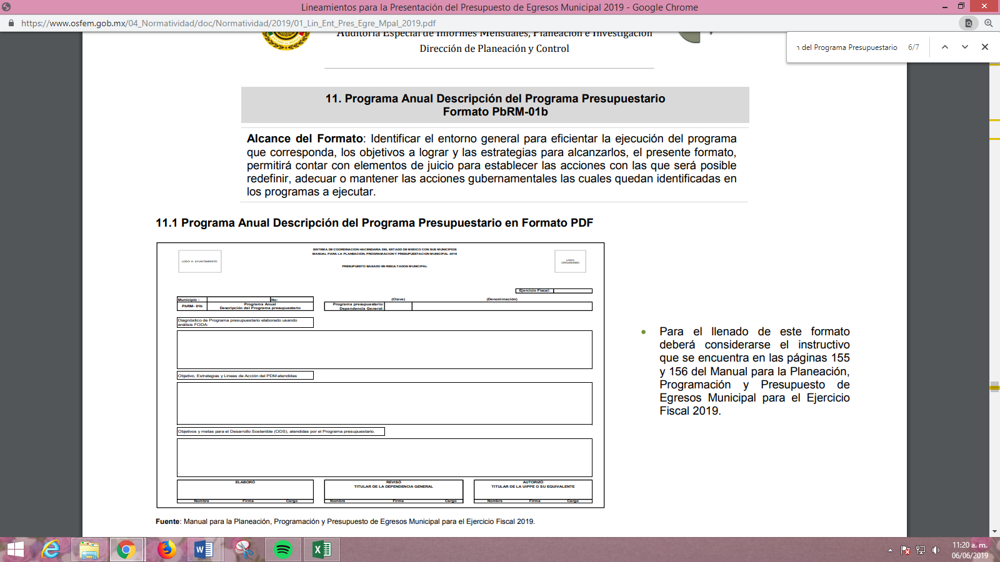 Lineamientos para la Presentación del Presupuesto de Egresos Municipal 2019 - Google Chrome
https://www.osfem.gob.mx/04_Normatividad/doc/Normatividad/2019/01_Lin_Ent_Pres_Egre_Mpal_2019.pdf
del Programa Presupuestario 6/7
Auditoría Especial de Informes Mensuales, Planeación e Investigación
Dirección de Planeación y Control
11. Programa Anual Descripción del Programa Presupuestario
Formato PbRM-01b
Alcance del Formato: Identificar el entorno general para eficientar la ejecución del programa
que corresponda, los objetivos a lograr y las estrategias para alcanzarlos, el presente formato,
permitirá contar con elementos de juicio para establecer las acciones con las que será posible
redefinir, adecuar o mantener las acciones gubernamentales las cuales quedan identificadas en
los programas a ejecutar.
11.1 Programa Anual Descripción del Programa Presupuestario en Formato PDF
SISTEMA DE COORDINACION HACENDARIA DEL ESTADO DE MEXICO CON SUS MUNICIPIOS
MANUAL PARA LA PLANEACION, PROGRAMACION Y PRESUPUESTACION MUNICIPAL 2019
LOGO H. AYUNTAMIENTO
LOGO
ORGANISMO
PRESUPUESTO BASADO EN RESULTADOS MUNICIPAL
Ejercicio Fiscal:
Municipio : No:
(Clave) (Denominación)
PbRM- 01b
Programa Anual
Descripción del Programa presupuestario
Programa presupuestario:
Dependencia General:
Diagnóstico de Programa presupuestario elaborado usando
análisis FODA:
Objetivo, Estrategias y Lineas de Acción del PDM atendidas
Objetivos y metas para el Desarrollo Sostenible (ODS), atendidas por el Programa presupuestario.
ELABORÓ
Nombre Firma Cargo
REVISÓ
TITULAR DE LA DEPENDENCIA GENERAL
Nombre Firma Cargo
AUTORIZÓ
TITULAR DE LA UIPPE O SU EQUIVALENTE
Nombre Firma Cargo
• Para el llenado de este formato
deberá considerarse el instructivo
que se encuentra en las páginas 155
y 156 del Manual para la Planeación,
Programación y Presupuesto de
Egresos Municipal para el Ejercicio
Fiscal 2019.
Fuente: Manual para la Planeación, Programación y Presupuesto de Egresos Municipal para el Ejercicio Fiscal 2019.
11:20 a. m.
06/06/2019